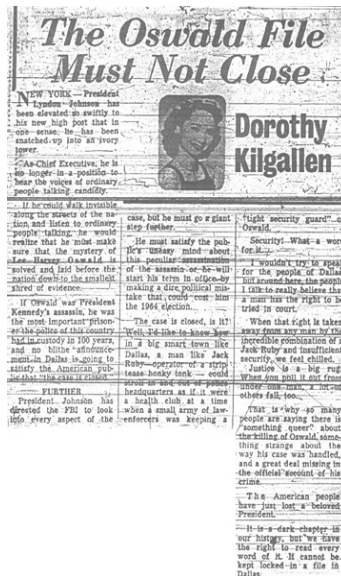 The Oswald File
Must Not Close
Dorothy
Kilgallen
NEW YORK — President
Lyndon Johnson has
been elevated so swiftly to
his new high post that in
one sense, he has been
snatched up into an ivory
tower.
As Chief Executive, he is
no longer in a position to
hear the voices of ordinary
people talking candidly.
If he could walk invisible
along the streets of the na-
tion, and listen to ordinary
people talking, he would
realize that he must make
sure that the mystery of
Lee Harvey Oswald is
solved and laid before the
nation down to the smallest
shred of evidence.
If Oswald was President
Kennedy's assassin, he was
the most important prison-
er the police of this country
had in custody in 100 years,
and no blithe announce-
ment in Dallas is going to
satisfy the American pub-
lic that "the case is closed."
FURTHER
President Johnson has
directed the FBI to look
into every aspect of the
case, but he must go a giant
step further.
He must satisfy the pub-
lic's uneasy mind about
this peculiar assassination
of the assassin or he will
start his term in office by
making a dire political mis-
take that could cost him
the 1964 election.
The case is closed, is it?
Well, I'd like to know how
in a big smart town like
Dallas, a man like Jack
Ruby—operator of a strip
tease honky tonk — could
stroll in and out of police
headquarters as if it were
a health club at a time
when a small army of law-
enforcers was keeping a
"tight security guard" on
Oswald.
Security! What a word
for it.
I wouldn't try to speak
for the people of Dallas,
but around here, the people
I talk to really believe that
a man has the right to be
tried in court.
When that right is taken
away from any man by the
incredible combination of
Jack Ruby and insufficient
security, we feel chilled.
Justice is a big rug.
When you pull it out from
under one man, a lot of
others fall, too.
That is why so many
people are saying there is
"something queer" about
the killing of Oswald, some-
thing strange about the
way his case was handled,
and a great deal missing in
the official account of his
crime.
The American people
have just lost a beloved
President.
It is a dark chapter in
our history, but we have
the right to read every
word of it. It cannot be
kept locked in a file in
Dallas.